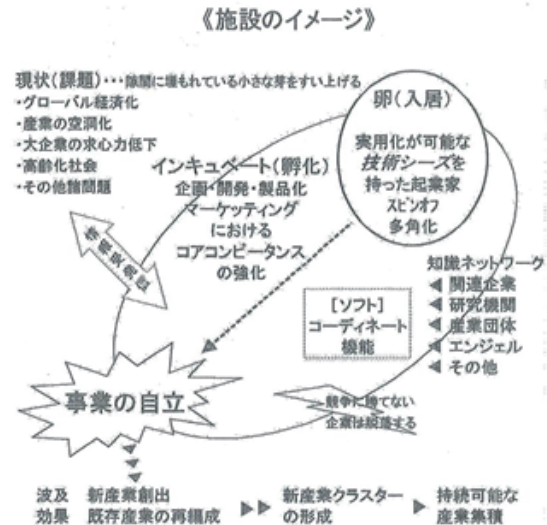 《施設のイメージ》
現状(課題)・・・隙間に埋もれている小さな芽をすい上げる
・グローバル経済化
・産業の空洞化
・大企業の求心力低下
・高齢化社会
・その他諸問題
卵(入居)
実用化が可能な
技術シーズを
持った起業家
スピンオフ
多角化
インキュベート(孵化)
企画・開発・製品化
マーケッティング
における
コアコンピータンス
の強化
知識ネットワーク
◀ 関連企業
◀ 研究機関
◀ 産業団体
◀ エンジェル
◀ その他
[ソフト]
コーディネート
機能
事業の自立
競争に勝てない
企業は脱落する
波及 新産業創出
効果 既存産業の再編成
新産業クラスター
の形成
持続可能な
産業集積